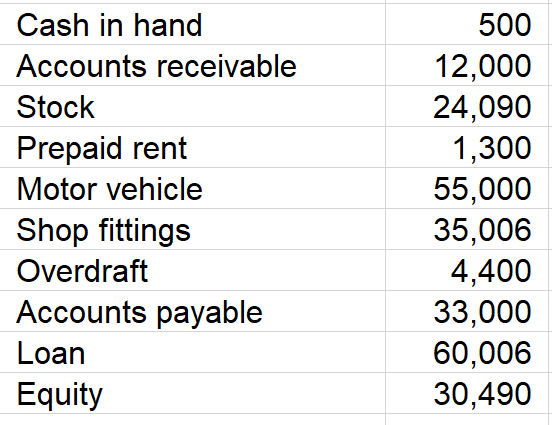 Cash in hand 500
Accounts receivable 12,000
Stock 24,090
Prepaid rent 1,300
Motor vehicle 55,000
Shop fittings 35,006
Overdraft 4,400
Accounts payable 33,000
Loan 60,006
Equity 30,490